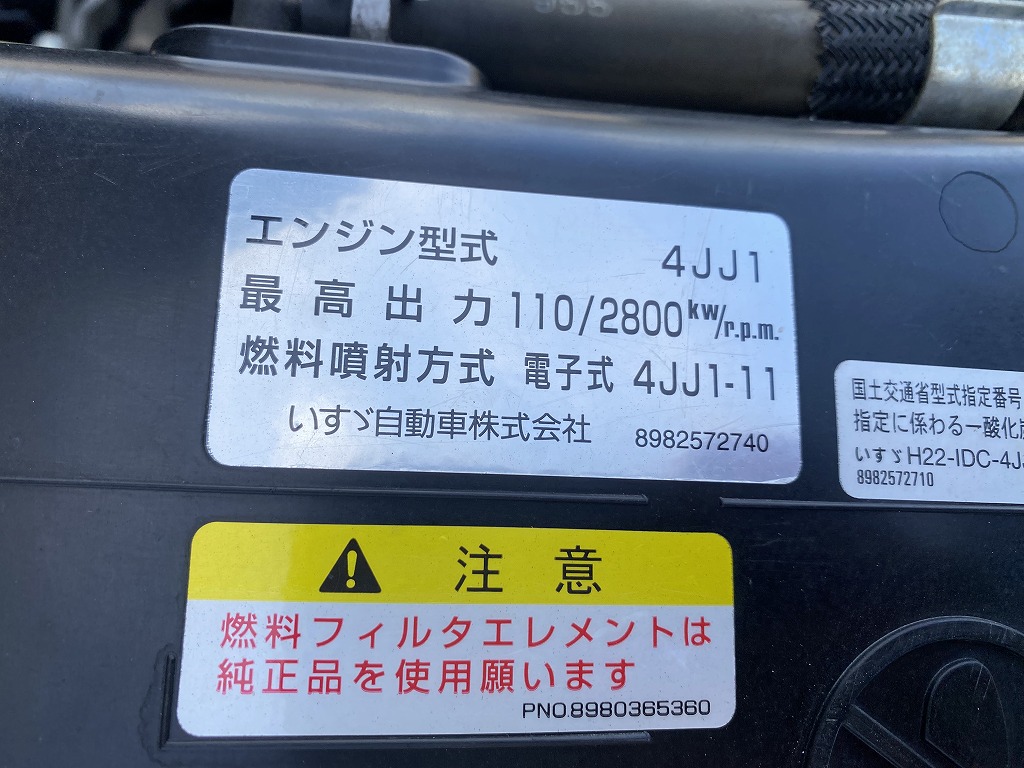 555
エンジン型式 4JJ1
最高出力 110/2800kw/r.p.m.
燃料噴射方式 電子式 4JJ1-11
いすゞ自動車株式会社 8982572740
国土交通省型式指定番号
指定に係わる一酸化
いすゞH22-IDC-4J
8982572710
注意
燃料フィルタエレメントは
純正品を使用願います
PNO.8980365360